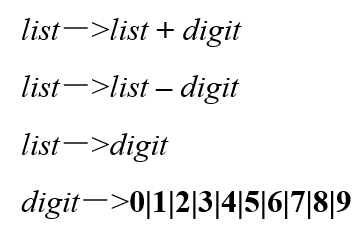 list—>list + digit
list—>list – digit
list—>digit
digit—>0|1|2|3|4|5|6|7|8|9